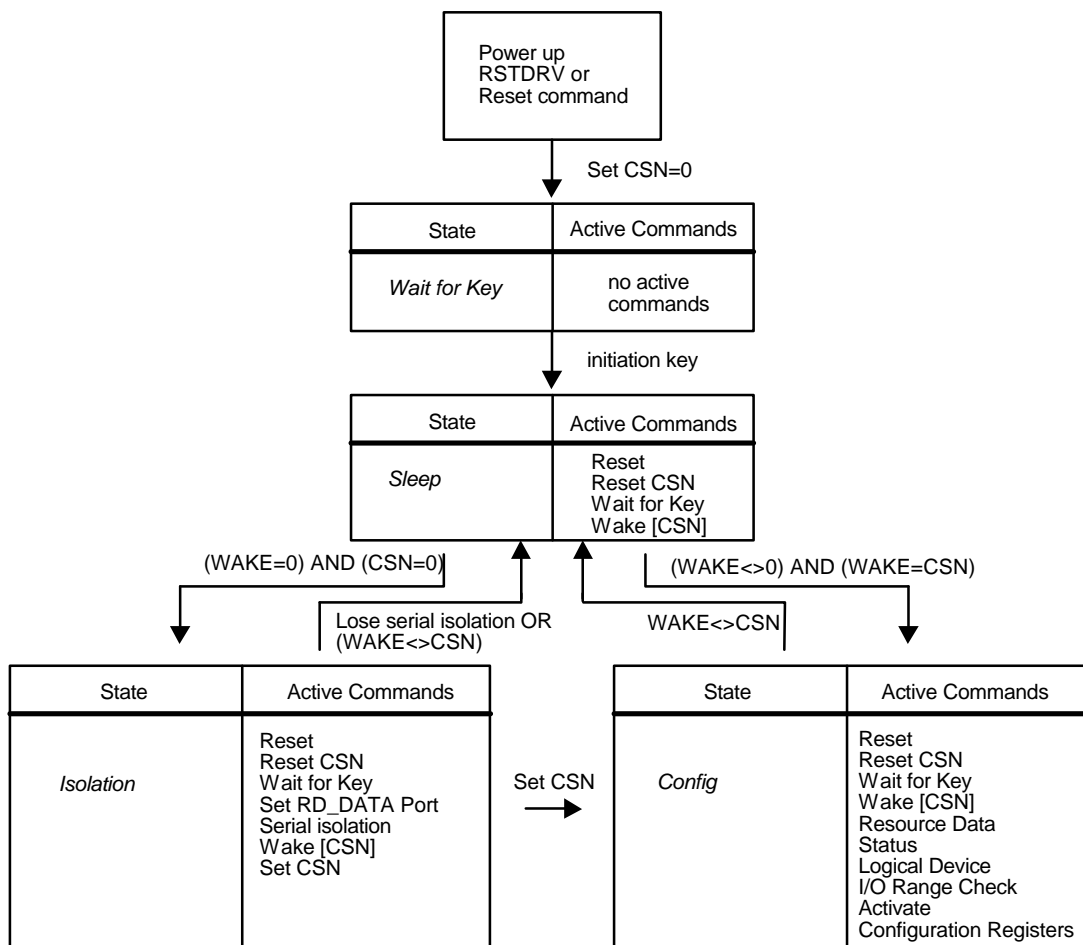 Power up
RSTDRV or
Reset command
Set CSN=0
State
Active Commands
Wait for Key
no active
commands
initiation key
State
Active Commands
Sleep
Reset
Reset CSN
Wait for Key
Wake [CSN]
(WAKE=0) AND (CSN=0)
(WAKE<>0) AND (WAKE=CSN)
Lose serial isolation OR
(WAKE<>CSN)
WAKE<>CSN
State
Active Commands
Isolation
Reset
Reset CSN
Wait for Key
Set RD_DATA Port
Serial isolation
Wake [CSN]
Set CSN
Set CSN
State
Active Commands
Config
Reset
Reset CSN
Wait for Key
Wake [CSN]
Resource Data
Status
Logical Device
I/O Range Check
Activate
Configuration Registers